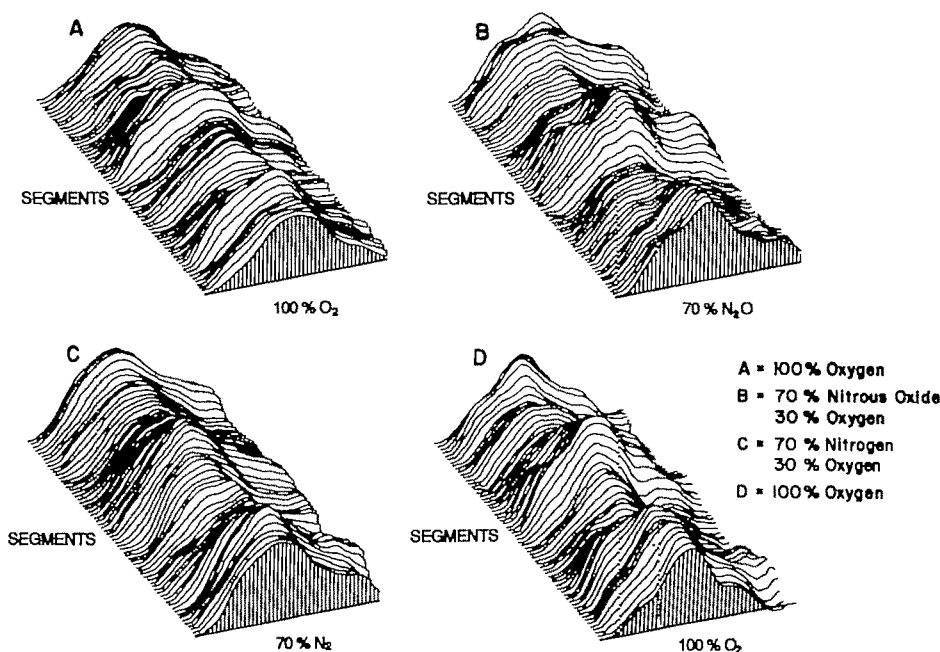 A
SEGMENTS
100 % O₂
B
SEGMENTS
70 % N₂O
C
SEGMENTS
70 % N₂
D
SEGMENTS
100 % O₂
A = 100 % Oxygen
B = 70 % Nitrous Oxide
30 % Oxygen
C = 70 % Nitrogen
30 % Oxygen
D = 100 % Oxygen